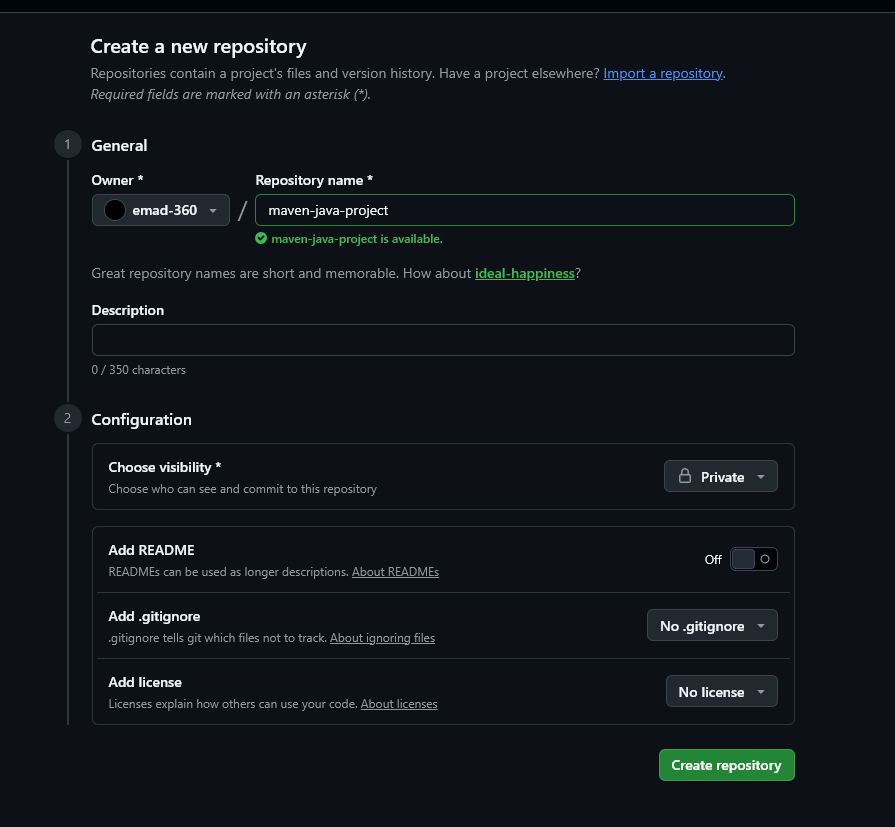 Create a new repository
Repositories contain a project's files and version history. Have a project elsewhere? Import a repository.
Required fields are marked with an asterisk (*).
1 General
Owner * Repository name *
emad-360 / maven-java-project
maven-java-project is available.
Great repository names are short and memorable. How about ideal-happiness?
Description
0 / 350 characters
2 Configuration
Choose visibility *
Choose who can see and commit to this repository
Private
Add README
READMEs can be used as longer descriptions. About READMEs
Off
Add .gitignore
.gitignore tells git which files not to track. About ignoring files
No .gitignore
Add license
Licenses explain how others can use your code. About licenses
No license
Create repository